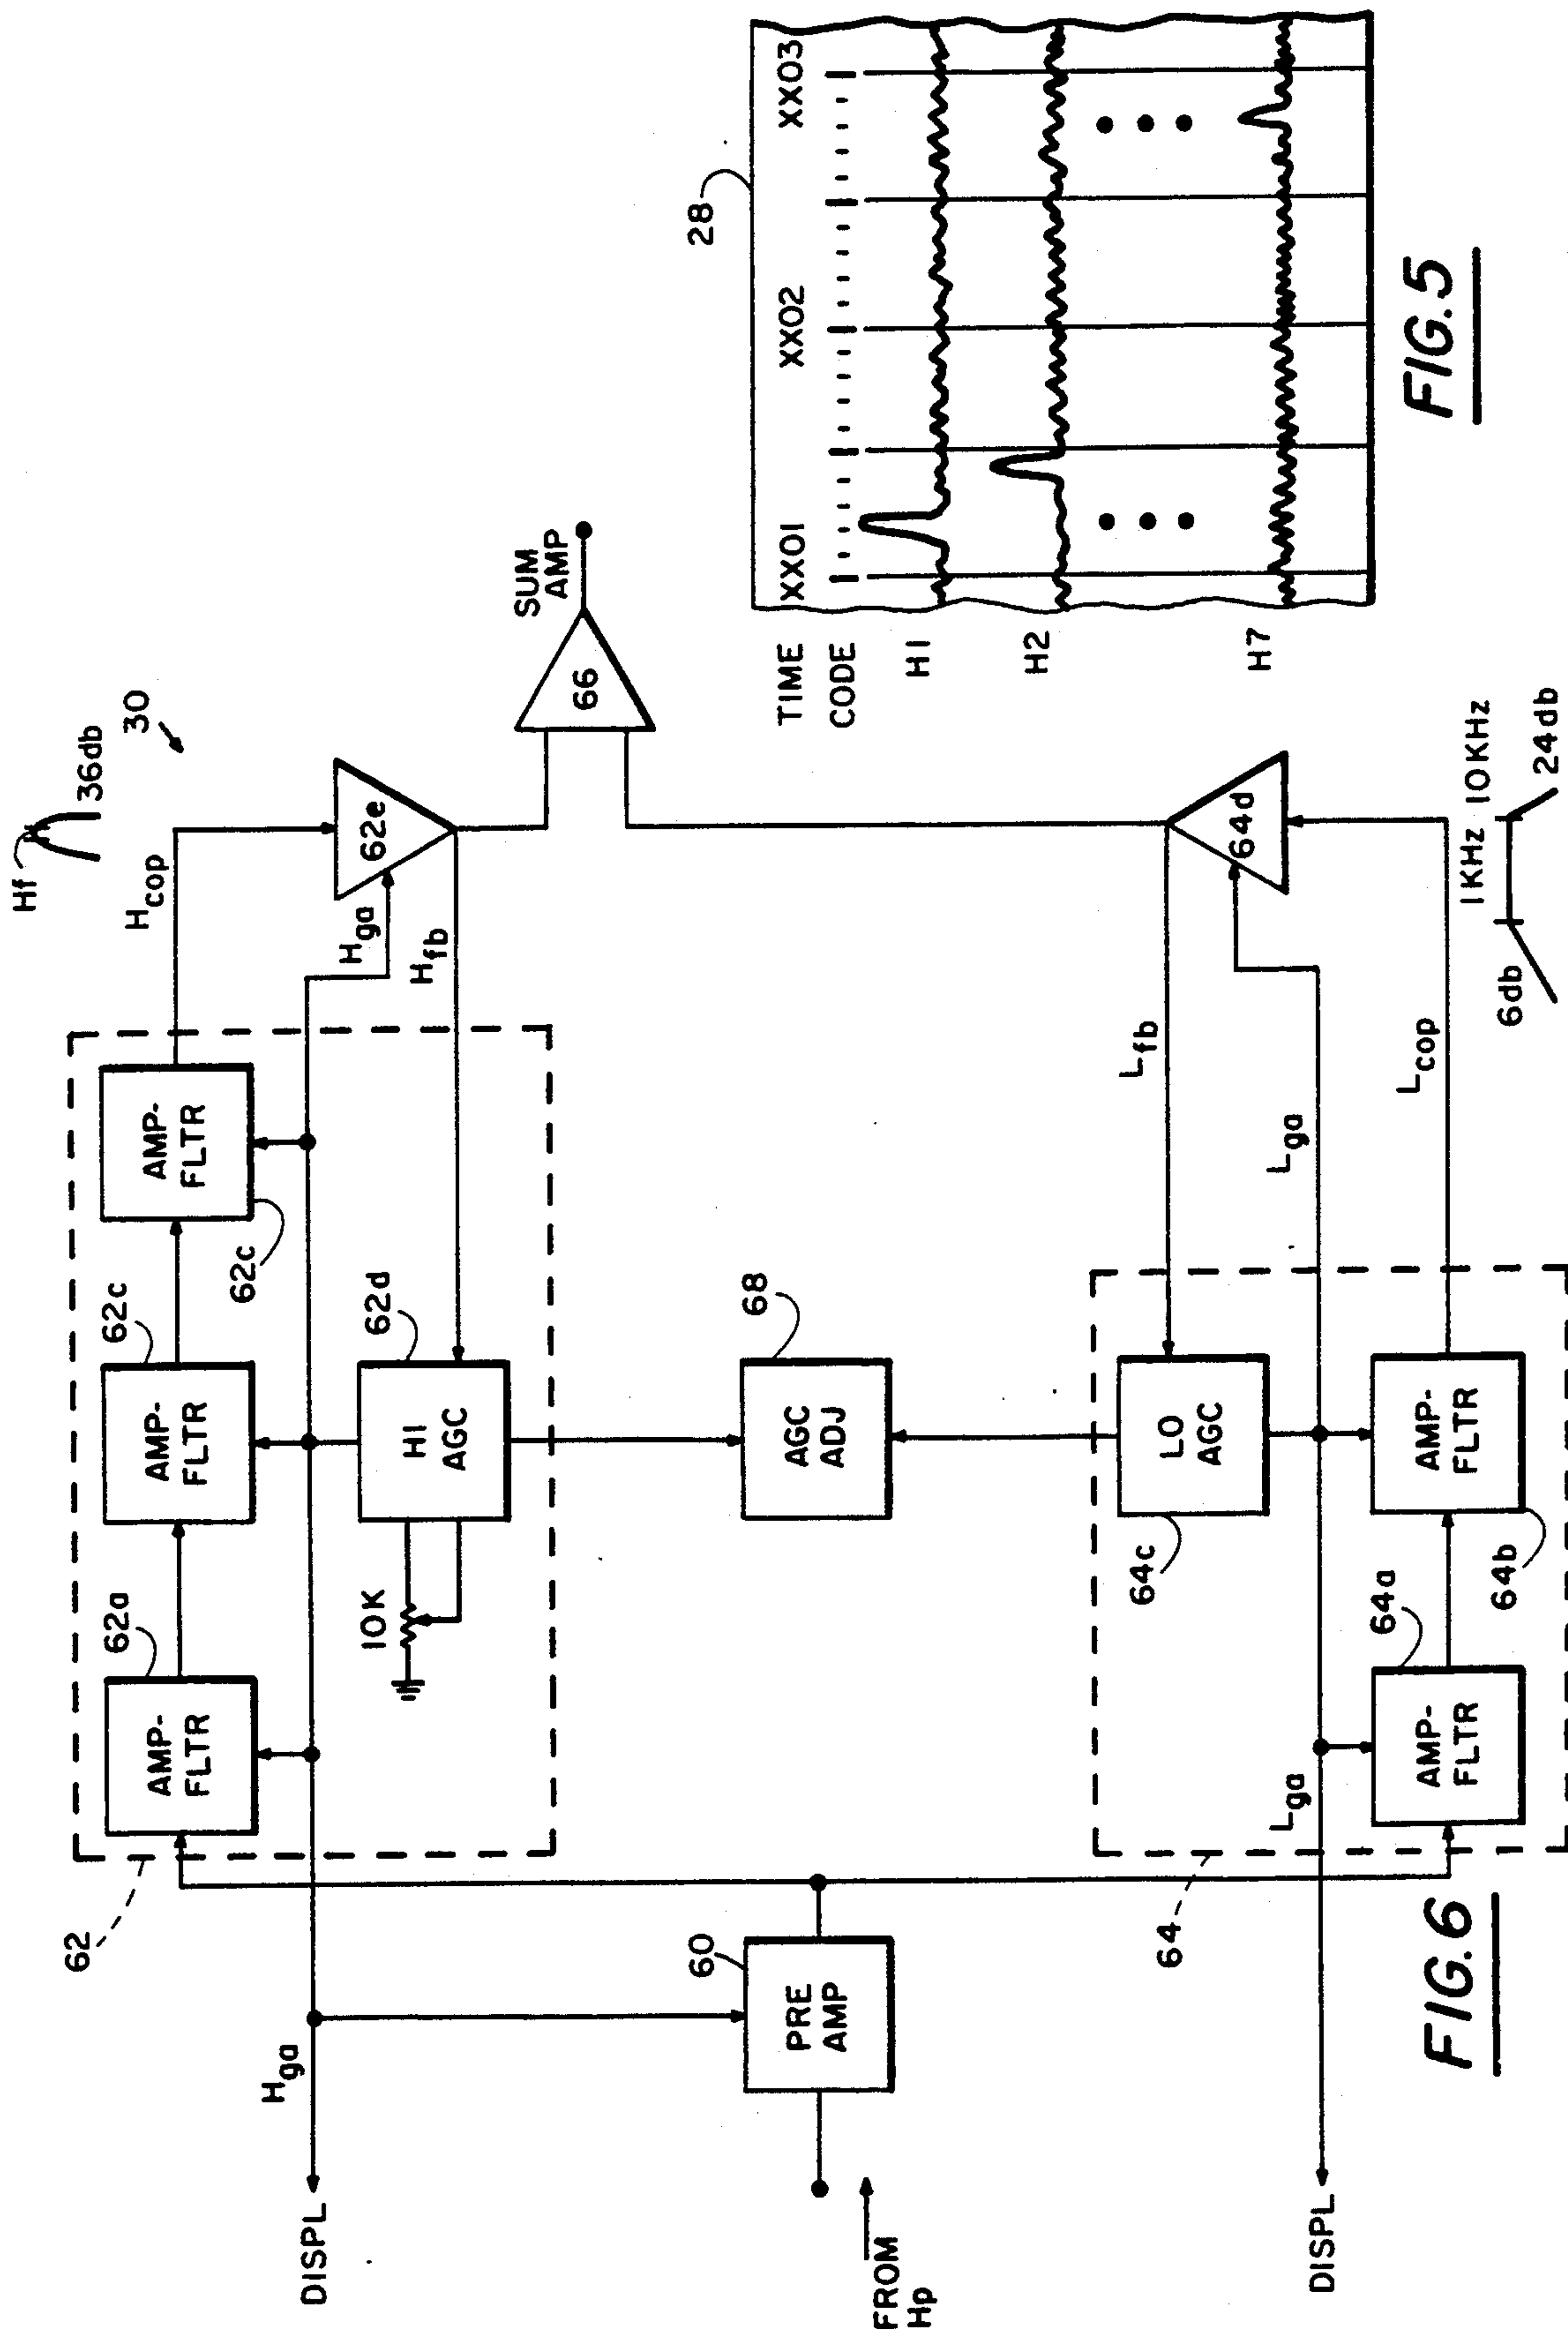 Hf
36db
30
Hcop
Hga
Hfb
62
62a
62c
62c
AMP-
FLTR
AMP-
FLTR
AMP-
FLTR
10K
HI
AGC
62d
62e
Hga
DISPL
FROM
Hp
PRE
AMP
60
AGC
ADJ
68
SUM
AMP
66
Lfb
Lga
Lcop
LO
AGC
64c
64d
64
Lga
DISPL
AMP-
FLTR
64a
AMP-
FLTR
64b
1KHz 10KHz
6db
24db
FIG.6
28
TIME
CODE
XX01 XX02 XX03
H1
H2
H7
FIG.5